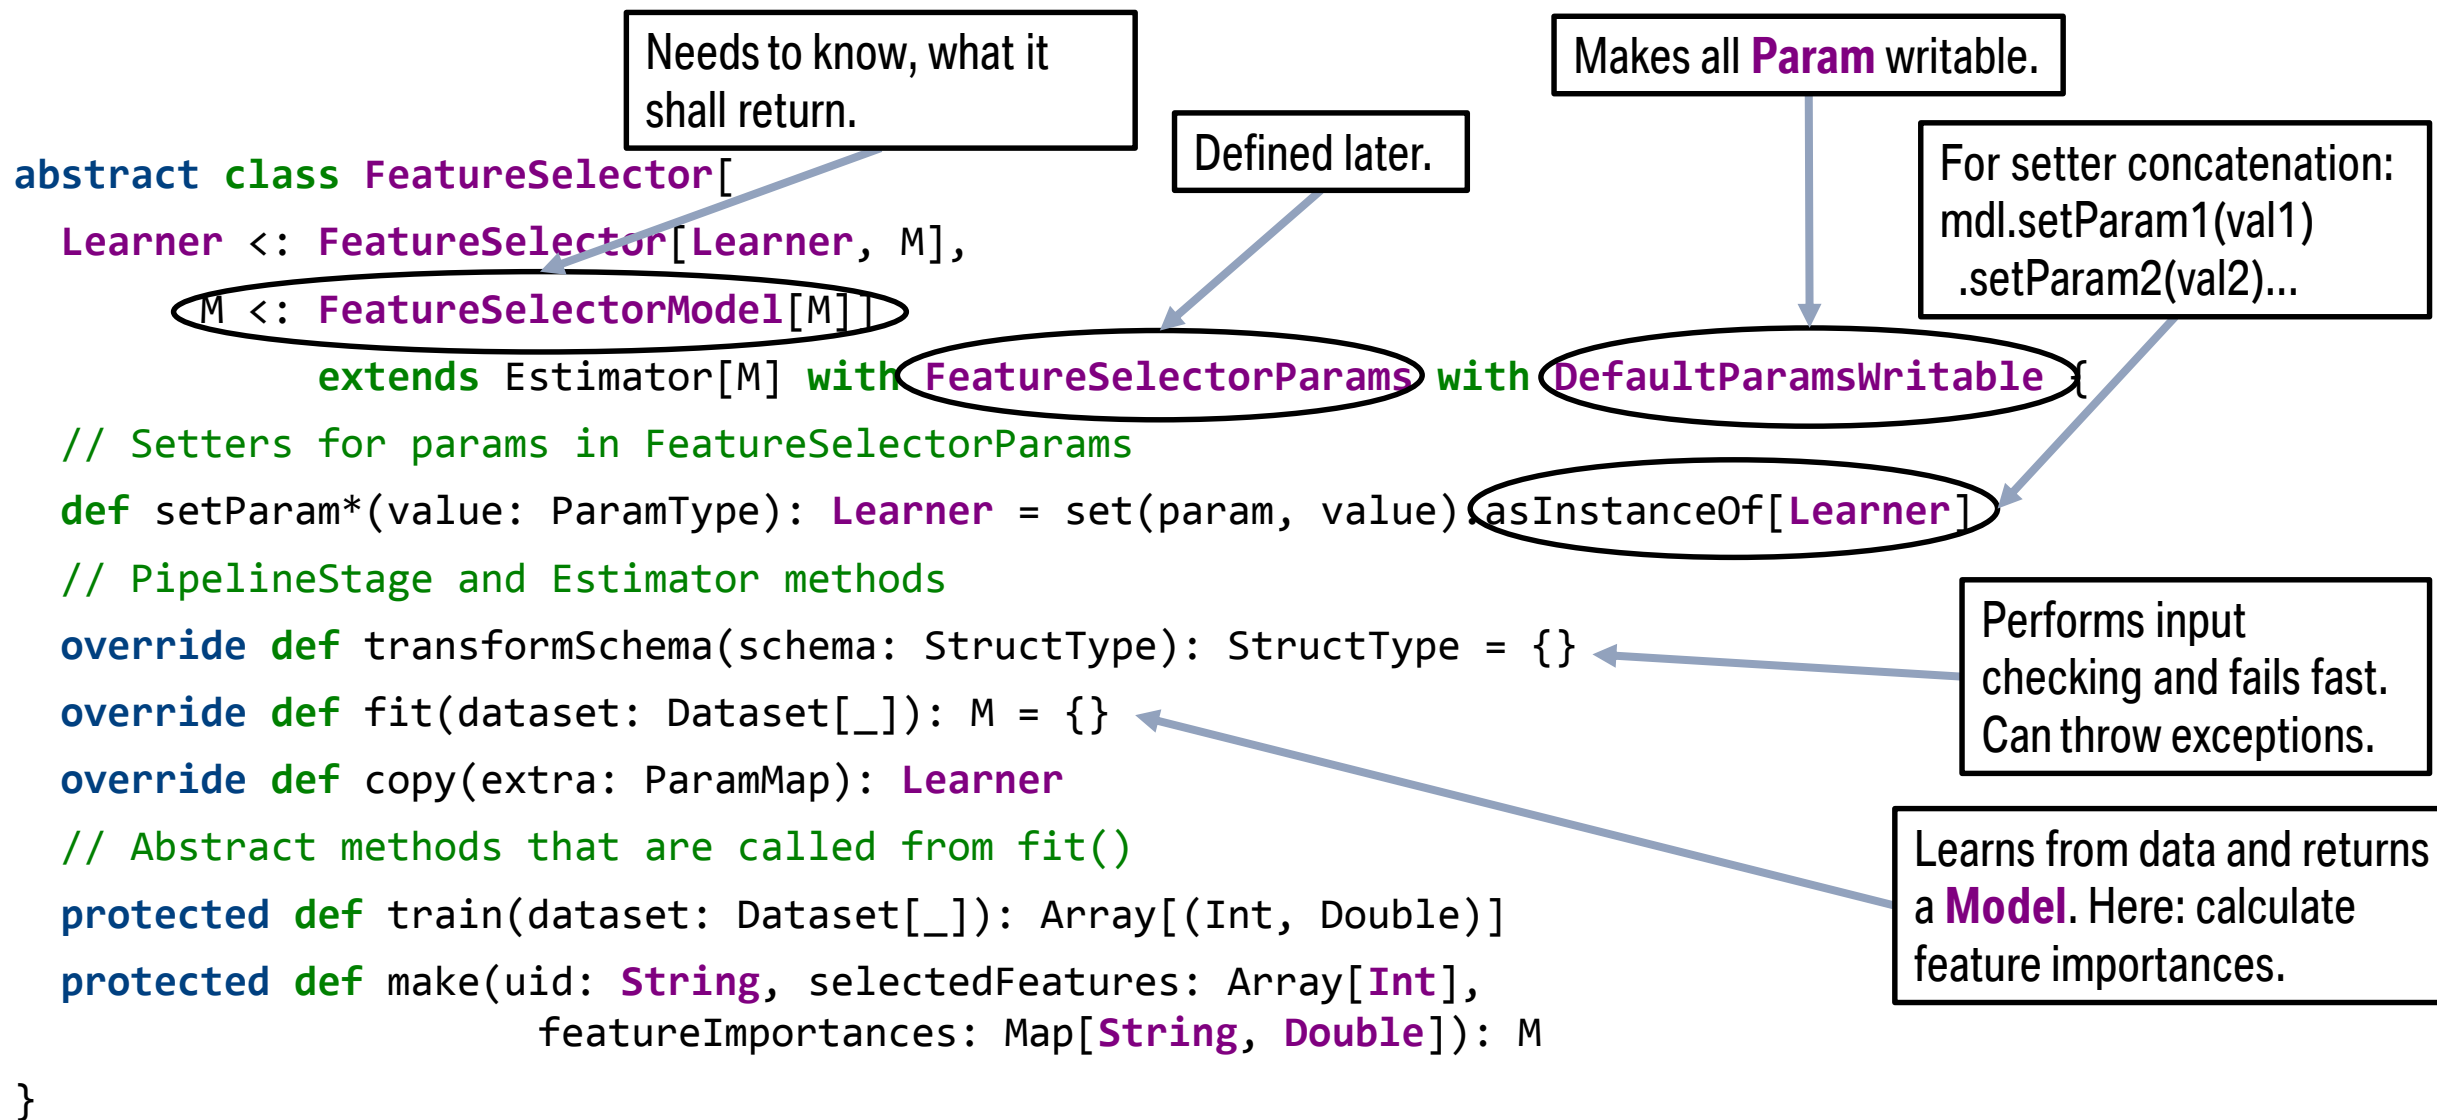 Needs to know, what it
shall return.
Makes all Param writable.
Defined later.
For setter concatenation:
mdl.setParam1(val1)
.setParam2(val2)...
abstract class FeatureSelector[
Learner <: FeatureSelector[Learner, M],
M <: FeatureSelectorModel[M]]
extends Estimator[M] with FeatureSelectorParams with DefaultParamsWritable {
// Setters for params in FeatureSelectorParams
def setParam*(value: ParamType): Learner = set(param, value).asInstanceOf[Learner]
// PipelineStage and Estimator methods
override def transformSchema(schema: StructType): StructType = {}
Performs input
checking and fails fast.
Can throw exceptions.
override def fit(dataset: Dataset[_]): M = {}
override def copy(extra: ParamMap): Learner
// Abstract methods that are called from fit()
Learns from data and returns
a Model. Here: calculate
feature importances.
protected def train(dataset: Dataset[_]): Array[(Int, Double)]
protected def make(uid: String, selectedFeatures: Array[Int],
featureImportances: Map[String, Double]): M
}